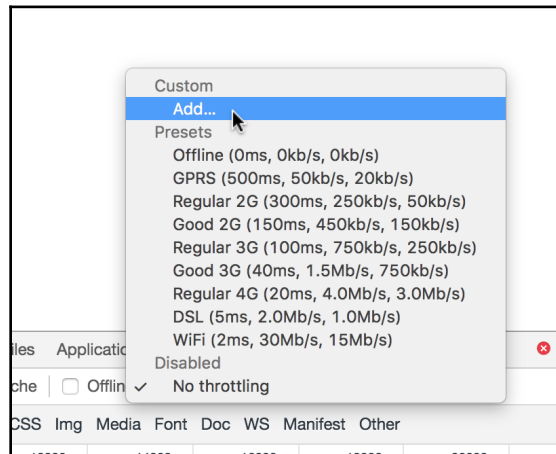 Custom
Add...
Presets
Offline (0ms, 0kb/s, 0kb/s)
GPRS (500ms, 50kb/s, 20kb/s)
Regular 2G (300ms, 250kb/s, 50kb/s)
Good 2G (150ms, 450kb/s, 150kb/s)
Regular 3G (100ms, 750kb/s, 250kb/s)
Good 3G (40ms, 1.5Mb/s, 750kb/s)
Regular 4G (20ms, 4.0Mb/s, 3.0Mb/s)
DSL (5ms, 2.0Mb/s, 1.0Mb/s)
WiFi (2ms, 30Mb/s, 15Mb/s)
iles Applicatio
Disabled
che Offlin ✓ No throttling
CSS Img Media Font Doc WS Manifest Other